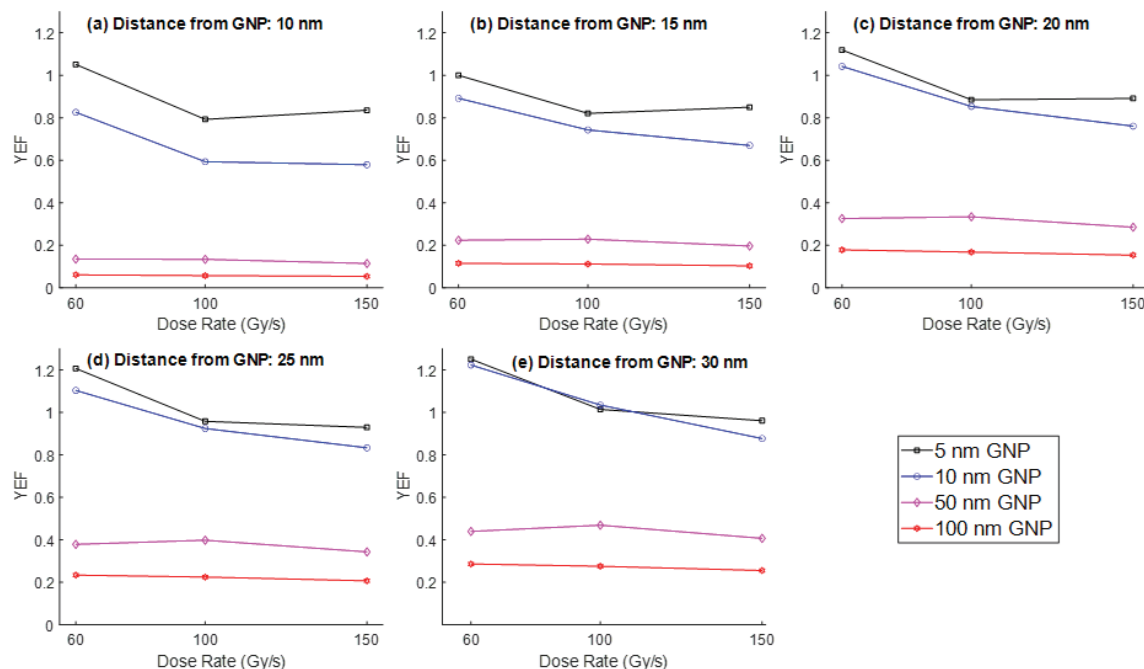 (a) Distance from GNP: 10 nm
1.2
1
0.8
0.6
0.4
0.2
0
YEF
60
100
150
Dose Rate (Gy/s)
(b) Distance from GNP: 15 nm
1.2
1
0.8
0.6
0.4
0.2
0
YEF
60
100
150
Dose Rate (Gy/s)
(c) Distance from GNP: 20 nm
1.2
1
0.8
0.6
0.4
0.2
0
YEF
60
100
150
Dose Rate (Gy/s)
(d) Distance from GNP: 25 nm
1.2
1
0.8
0.6
0.4
0.2
YEF
60
100
150
Dose Rate (Gy/s)
(e) Distance from GNP: 30 nm
1.2
1
0.8
0.6
0.4
0.2
YEF
60
100
150
Dose Rate (Gy/s)
5 nm GNP
10 nm GNP
50 nm GNP
100 nm GNP